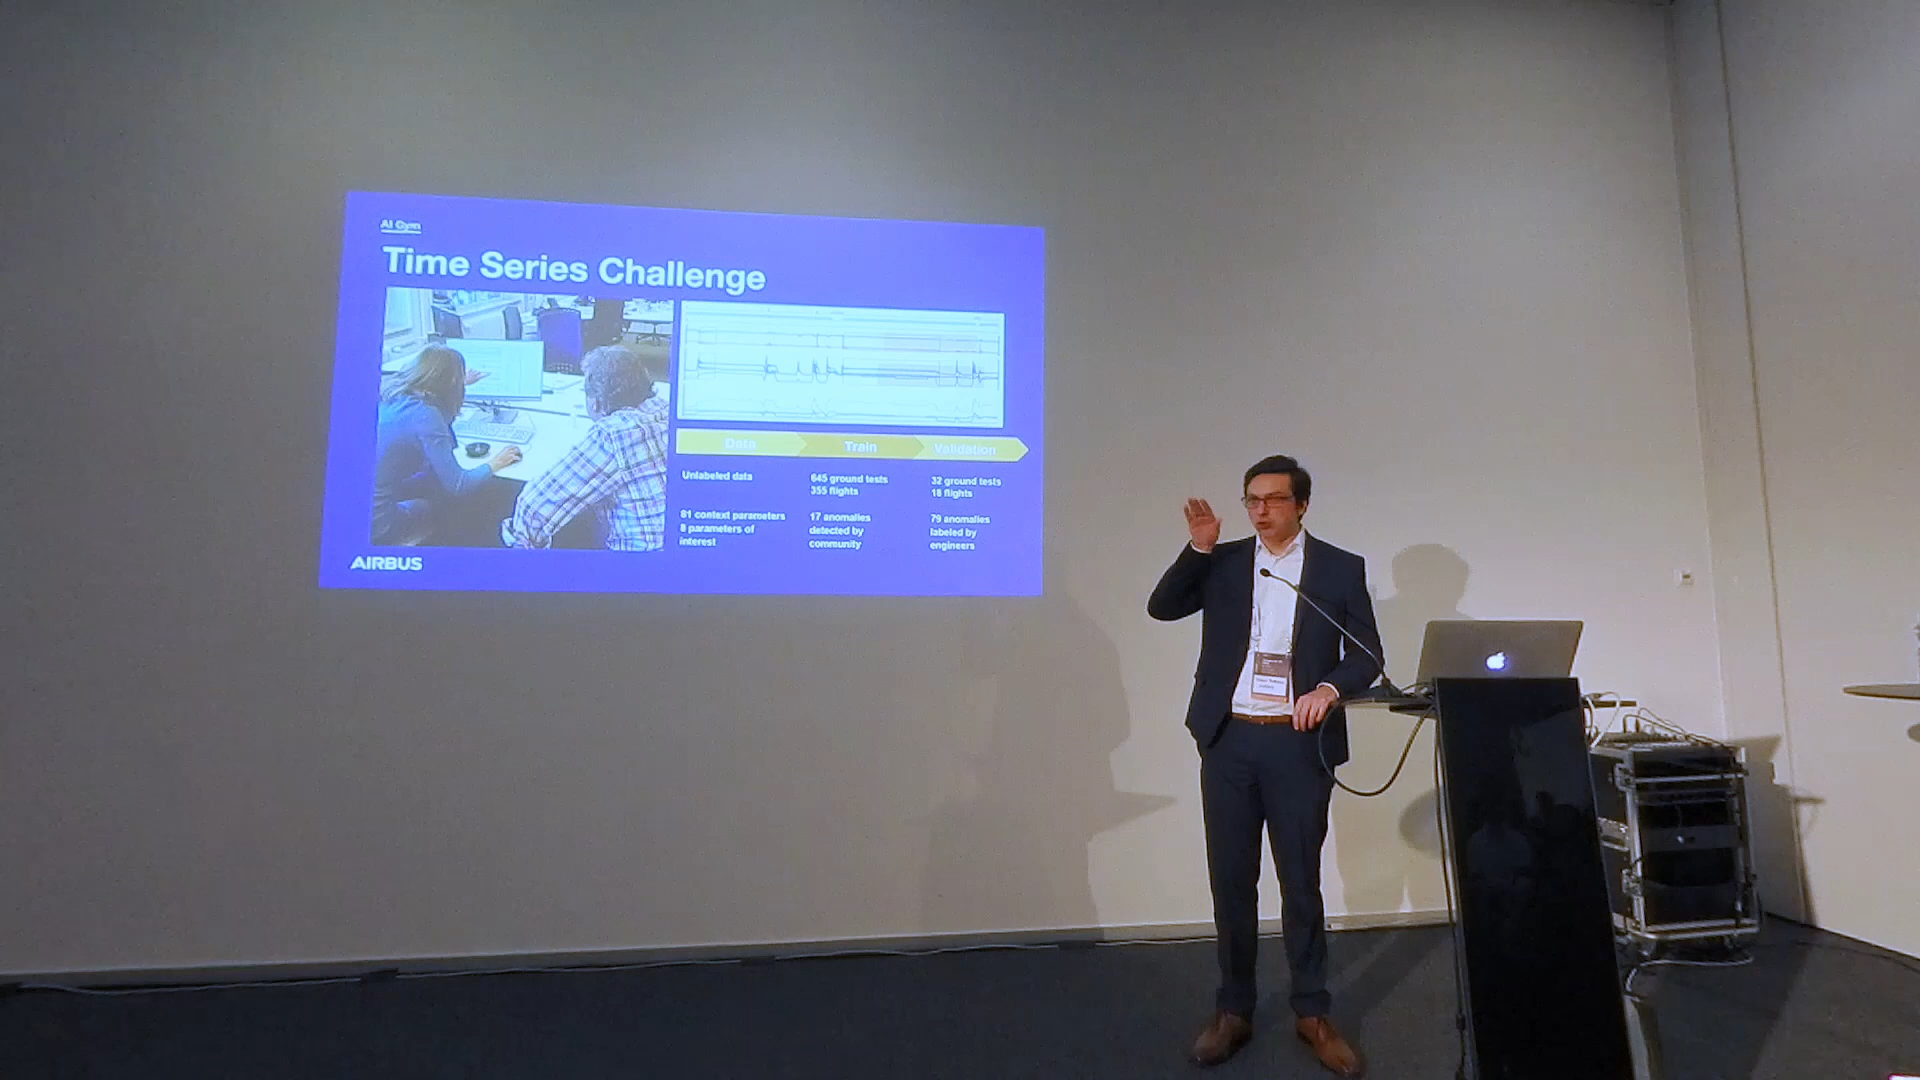 AI Gym
Time Series Challenge
Data
Train
Validation
Unlabeled data
645 ground tests
355 flights
32 ground tests
18 flights
81 context parameters
8 parameters of
interest
17 anomalies
detected by
community
79 anomalies
labeled by
engineers
AIRBUS